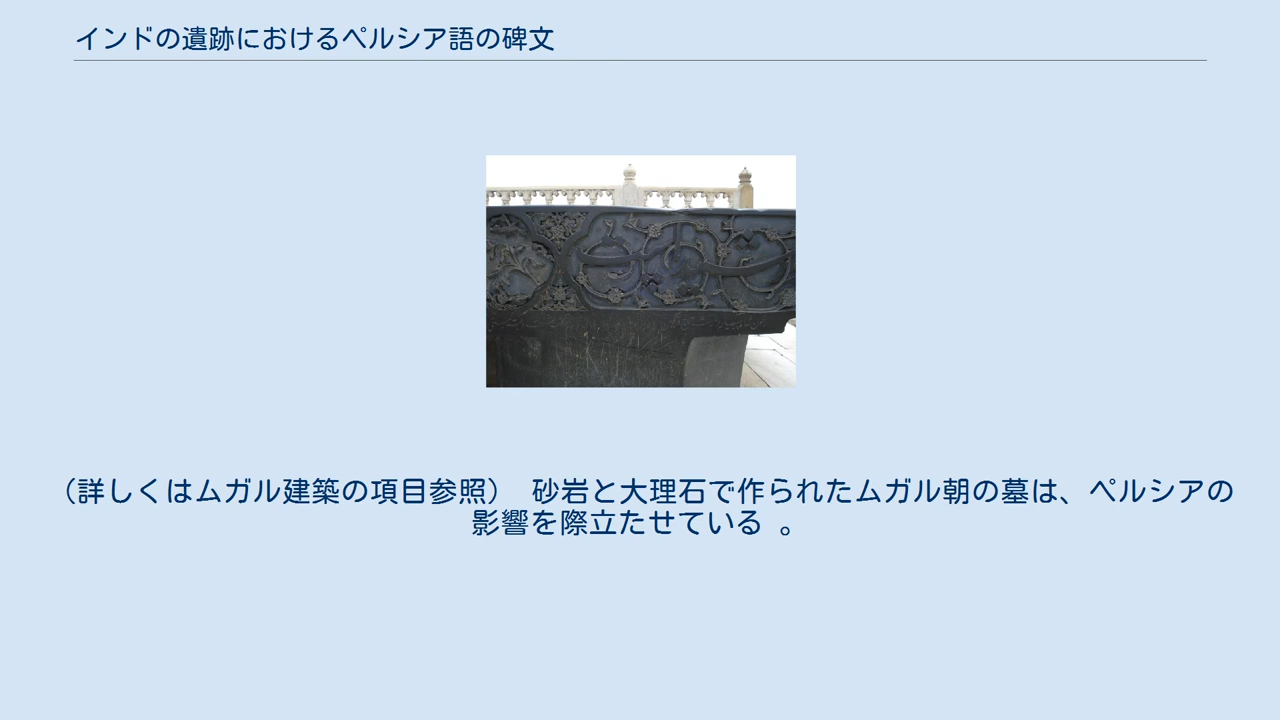 インドの遺跡におけるペルシア語の碑文
（詳しくはムガル建築の項目参照） 砂岩と大理石で作られたムガル朝の墓は、ペルシアの
影響を際立たせている 。